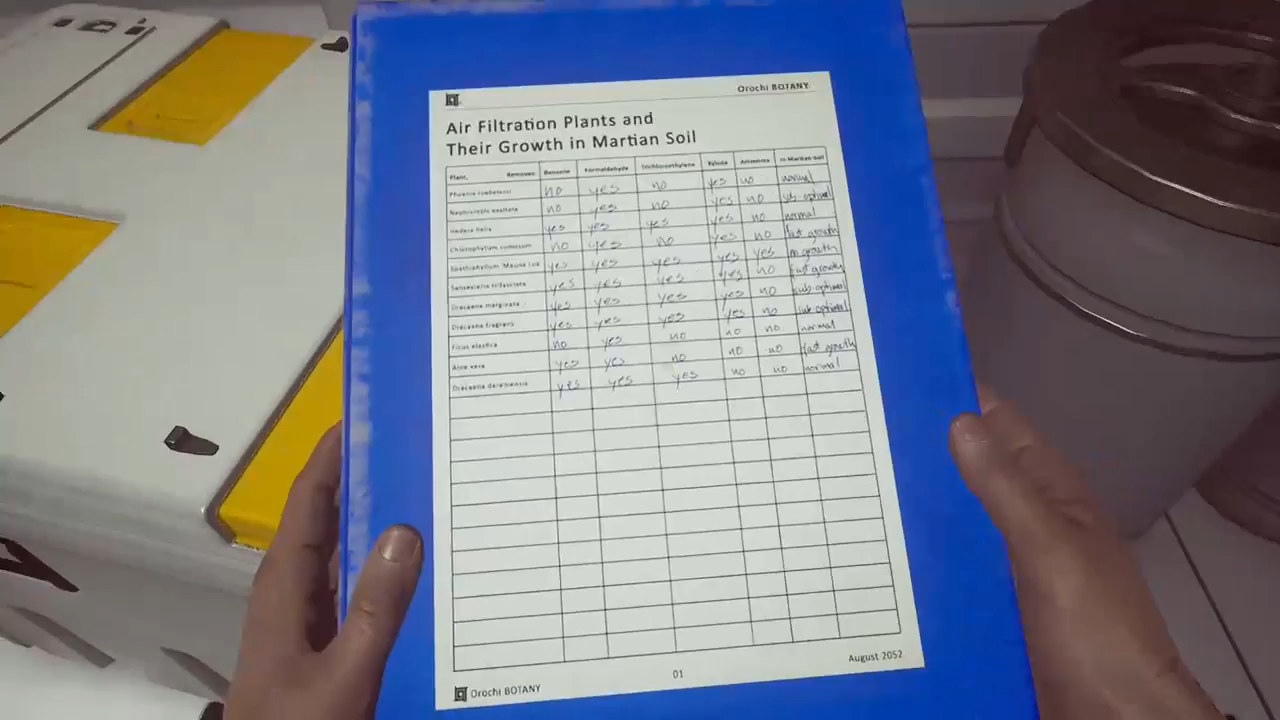 Orochi BOTANY
Air Filtration Plants and
Their Growth in Martian Soil
Plant, Removes Benzene Formaldehyde Trichloroethylene Xylene Ammonia in Martian Soil
Phoenix roebelenii no yes no yes no normal
Nephrolepis exaltata no yes no yes no sub optimal
Hedera helix yes yes yes yes no normal
Chlorophytum comosum no yes no yes no fast growth
Spathiphyllum 'Mauna Loa' yes yes yes yes yes no growth
Sansevieria trifasciata yes yes yes yes no fast growth
Dracaena marginata yes yes yes yes no sub optimal
Dracaena fragrans yes yes yes yes no sub optimal
Ficus elastica no yes no no no normal
Aloe vera yes yes no no no fast growth
Dracaena deremensis yes yes yes no no normal
August 2052
01
Orochi BOTANY